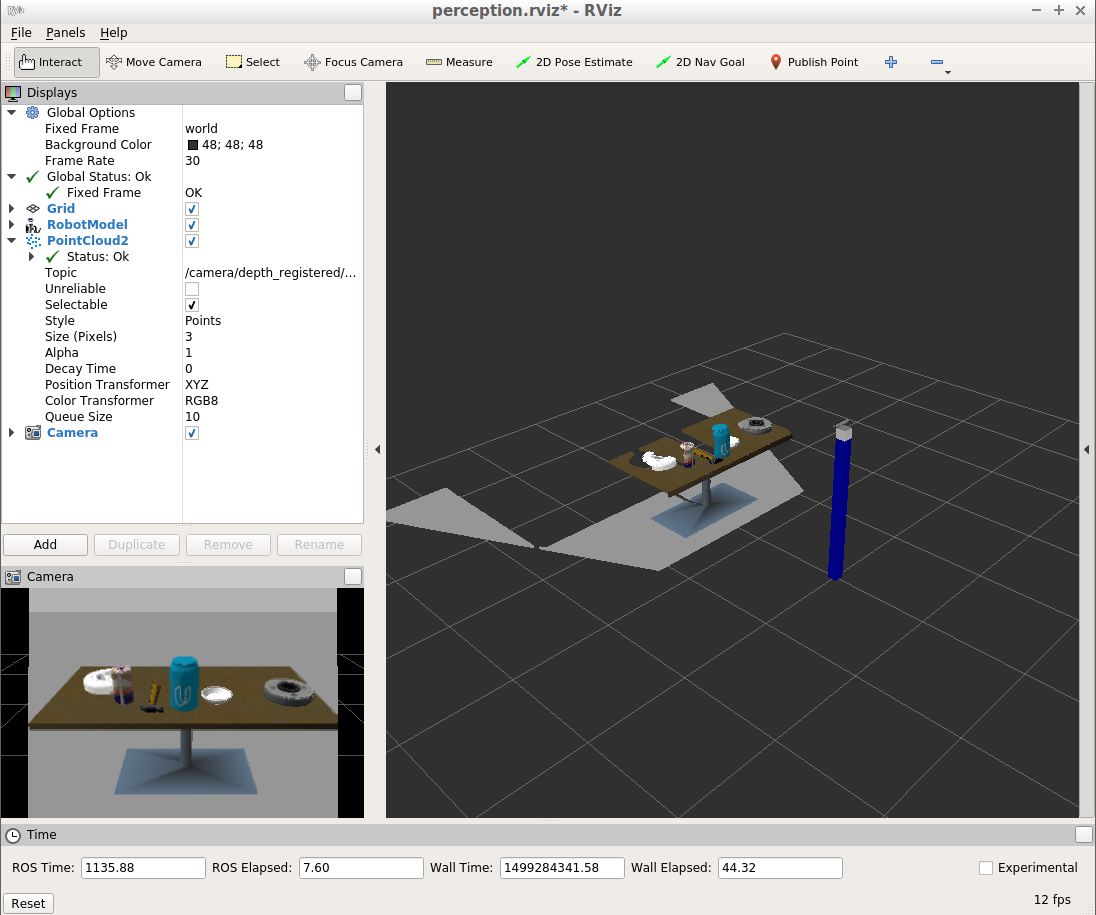 perception.rviz* - RViz
File Panels Help
Interact Move Camera Select Focus Camera Measure 2D Pose Estimate 2D Nav Goal Publish Point
Displays
Global Options
Fixed Frame world
Background Color 48; 48; 48
Frame Rate 30
Global Status: Ok
Fixed Frame OK
Grid
RobotModel
PointCloud2
Status: Ok
Topic /camera/depth_registered/...
Unreliable
Selectable
Style Points
Size (Pixels) 3
Alpha 1
Decay Time 0
Position Transformer XYZ
Color Transformer RGB8
Queue Size 10
Camera
Add Duplicate Remove Rename
Camera
Time
ROS Time: 1135.88 ROS Elapsed: 7.60 Wall Time: 1499284341.58 Wall Elapsed: 44.32 Experimental
Reset 12 fps